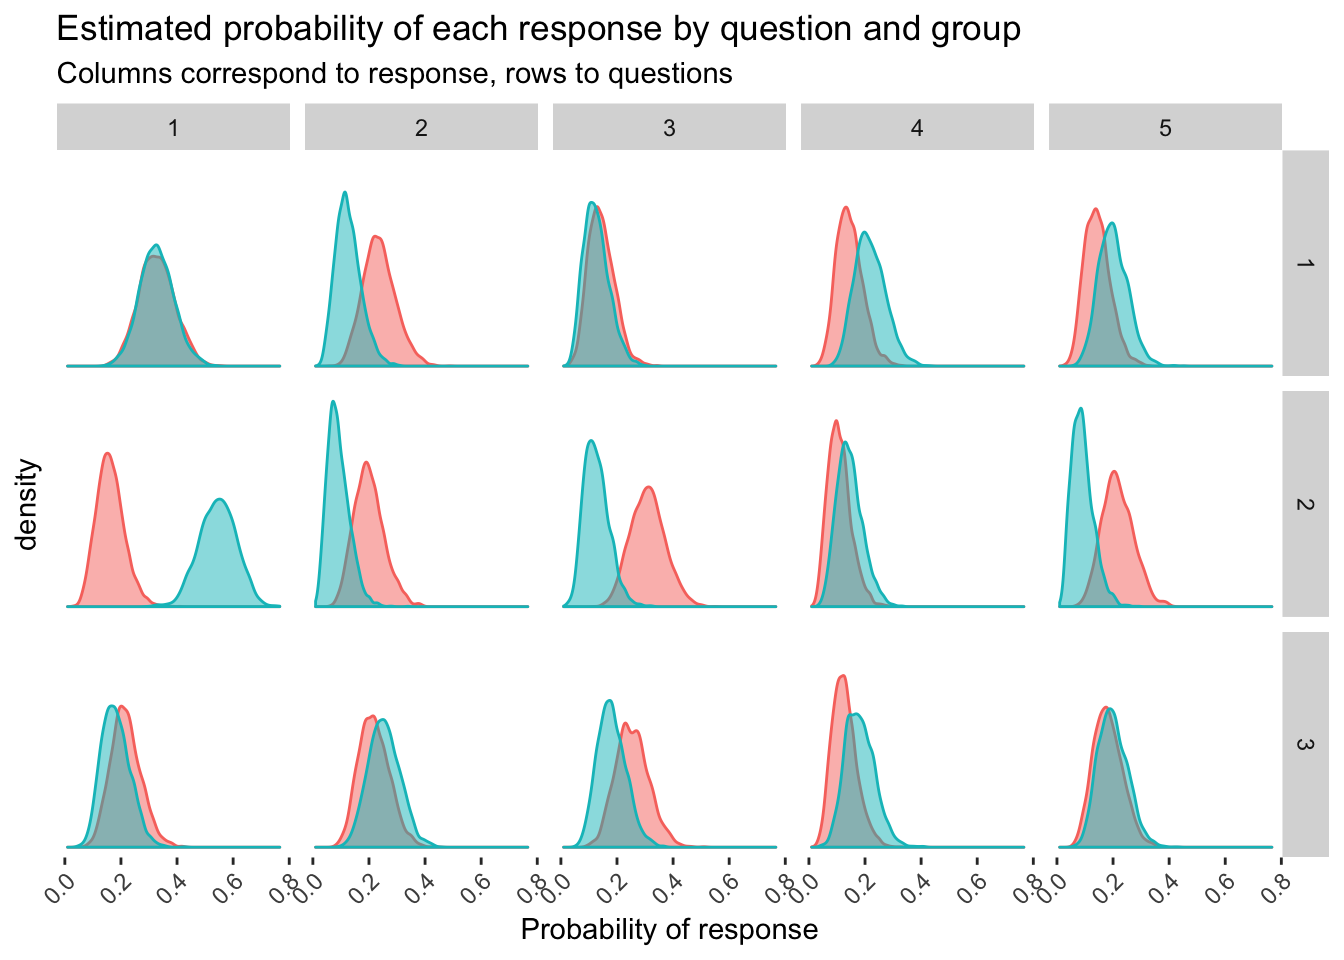 Estimated probability of each response by question and group
Columns correspond to response, rows to questions
1 2 3 4 5
1
2
3
density
0.0 0.2 0.4 0.6 0.8 0.0 0.2 0.4 0.6 0.8 0.0 0.2 0.4 0.6 0.8 0.0 0.2 0.4 0.6 0.8 0.0 0.2 0.4 0.6 0.8
Probability of response